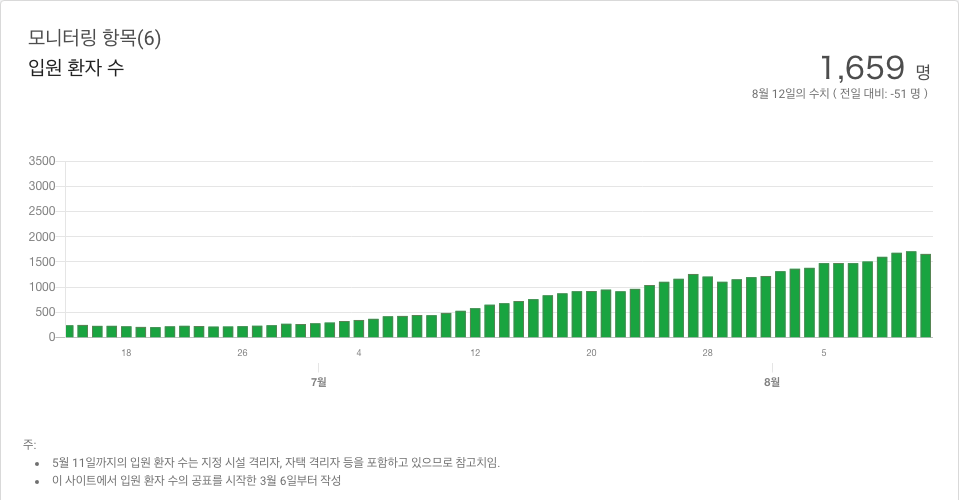 모니터링 항목(6)
입원 환자 수
1,659 명
8월 12일의 수치 ( 전일 대비: -51 명 )
3500
3000
2500
2000
1500
1000
500
0
18 26 4 12 20 28 5
7월 8월
주:
• 5월 11일까지의 입원 환자 수는 지정 시설 격리자, 자택 격리자 등을 포함하고 있으므로 참고치임.
• 이 사이트에서 입원 환자 수의 공표를 시작한 3월 6일부터 작성